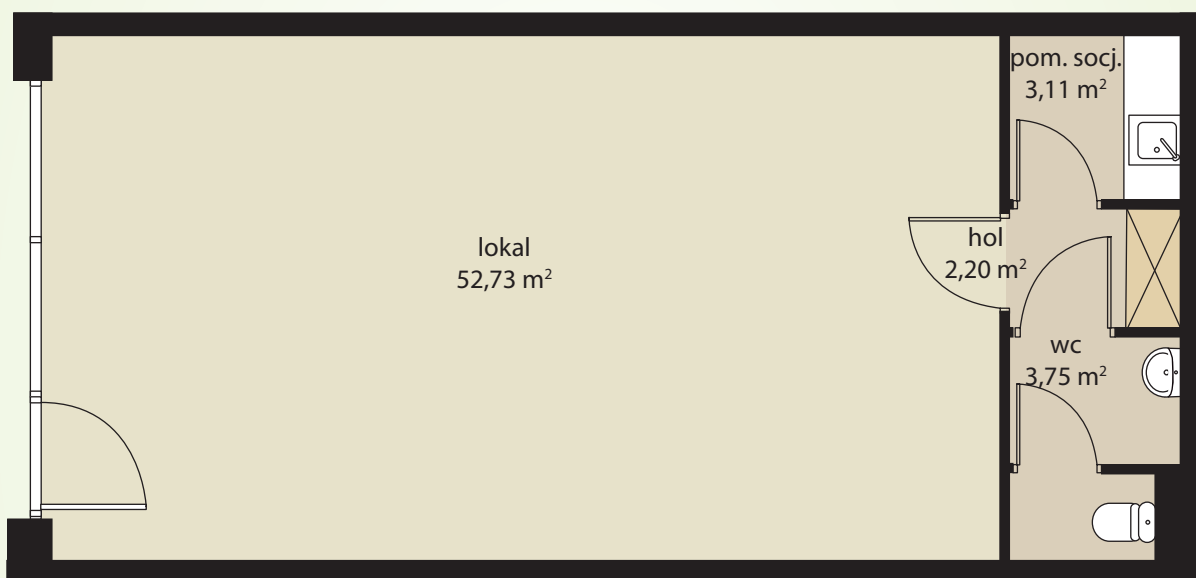 pom. socj.
3,11 m²
lokal
52,73 m²
hol
2,20 m²
wc
3,75 m²